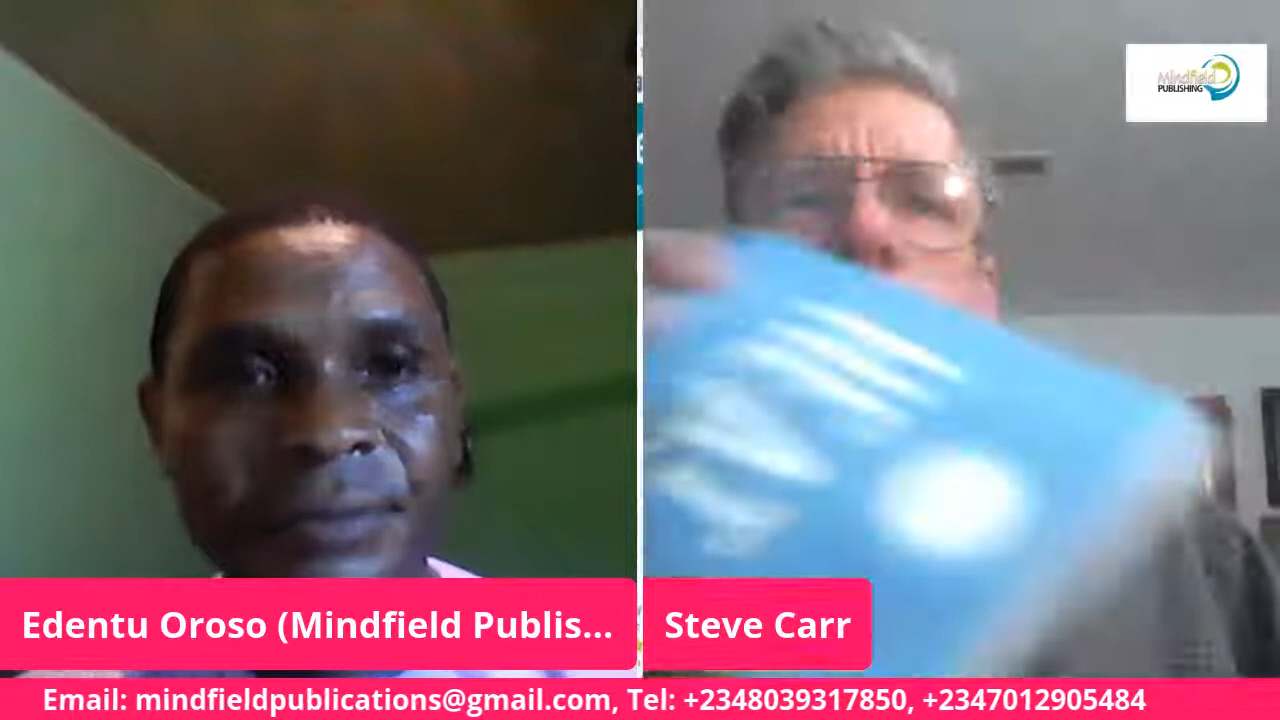 Mindfield
PUBLISHING
Edentu Oroso (Mindfield Publis...
Steve Carr
Email: mindfieldpublications@gmail.com, Tel: +2348039317850, +2347012905484